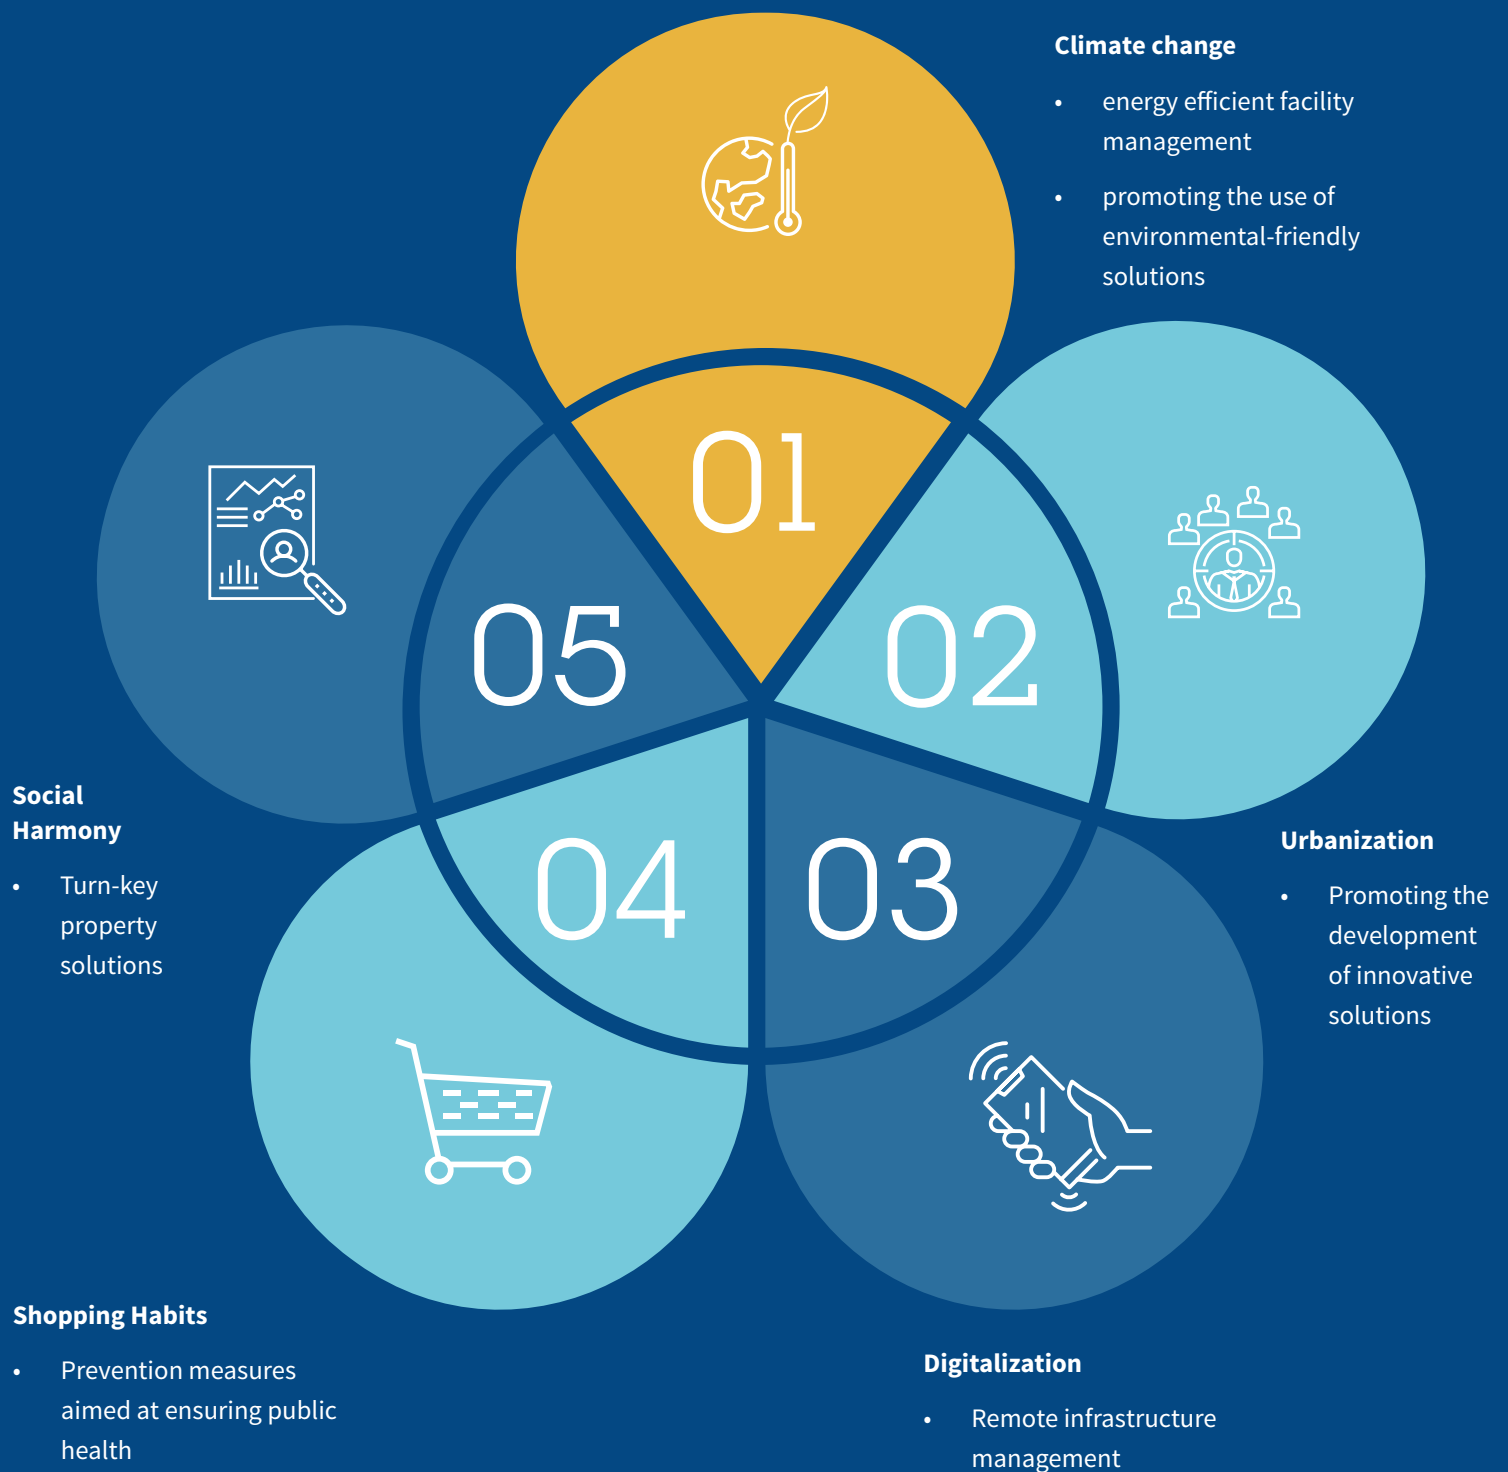 Climate change
• energy efficient facility
management
• promoting the use of
environmental-friendly
solutions
01
02
05
Social
Harmony
• Turn-key
property
solutions
04
03
Urbanization
• Promoting the
development
of innovative
solutions
Shopping Habits
• Prevention measures
aimed at ensuring public
health
Digitalization
• Remote infrastructure
management